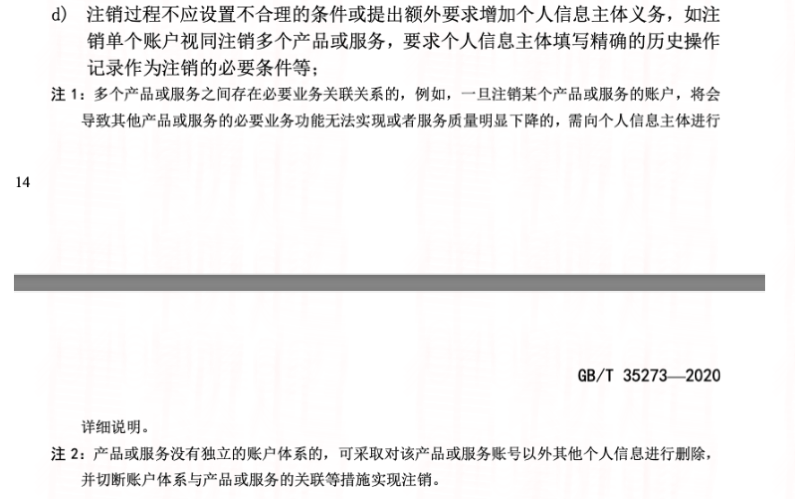 d) 注销过程不应设置不合理的条件或提出额外要求增加个人信息主体义务，如注
销单个账户视同注销多个产品或服务，要求个人信息主体填写精确的历史操作
记录作为注销的必要条件等；
注 1：多个产品或服务之间存在必要业务关联关系的，例如，一旦注销某个产品或服务的账户，将会
导致其他产品或服务的必要业务功能无法实现或者服务质量明显下降的，需向个人信息主体进行
14
GB/T 35273—2020
详细说明。
注 2：产品或服务没有独立的账户体系的，可采取对该产品或服务账号以外其他个人信息进行删除，
并切断账户体系与产品或服务的关联等措施实现注销。